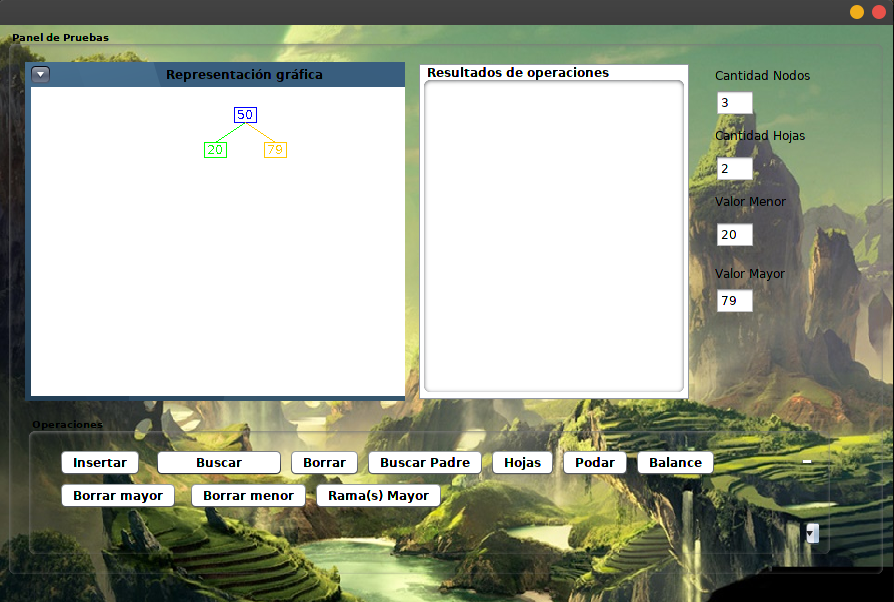 Panel de Pruebas
Representación gráfica
50
20 79
Resultados de operaciones
Cantidad Nodos
3
Cantidad Hojas
2
Valor Menor
20
Valor Mayor
79
Operaciones
Insertar Buscar Borrar Buscar Padre Hojas Podar Balance
Borrar mayor Borrar menor Rama(s) Mayor